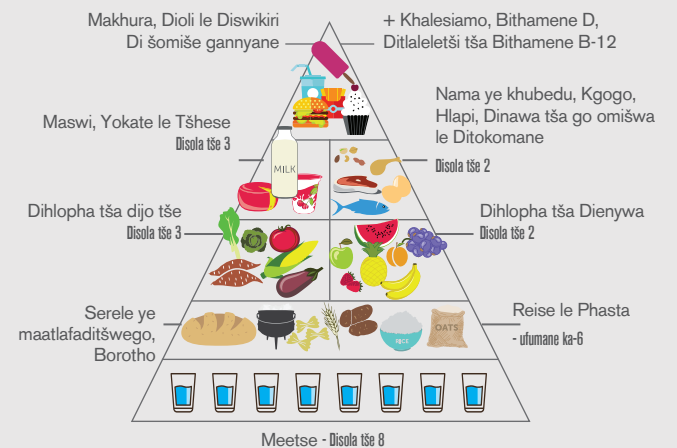 Makhura, Dioli le Diswikiri
Di šomiše gannyane
+ Khalesiamo, Bithamene D,
Ditlaleletši tša Bithamene B-12
Maswi, Yokate le Tšhese
Disola tše 3
Nama ye khubedu, Kgogo,
Hlapi, Dinawa tša go omišwa
le Ditokomane
Disola tše 2
MILK
Dihlopha tša dijo tše
Disola tše 3
Dihlopha tša Dienywa
Disola tše 2
Serele ye
maatlafaditšwego,
Borotho
Reise le Phasta
- ufumane ka-6
RICE
OATS
Meetse - Disola tše 8